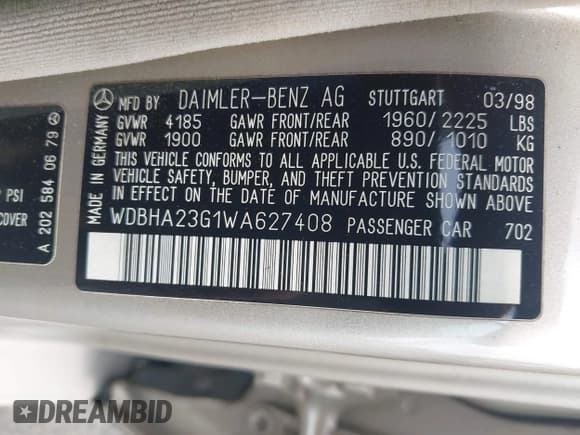 MFD BY DAIMLER-BENZ AG STUTTGART 03/98
GVWR 4185 GAWR FRONT/REAR 1960/2225 LBS
GVWR 1900 GAWR FRONT/REAR 890/1010 KG
THIS VEHICLE CONFORMS TO ALL APPLICABLE U.S. FEDERAL MOTOR
VEHICLE SAFETY, BUMPER, AND THEFT PREVENTION STANDARDS
IN EFFECT ON THE DATE OF MANUFACTURE SHOWN ABOVE.
WDBHA23G1WA627408 PASSENGER CAR 702
MADE IN GERMANY
A 202 584 06 79
PSI
COVER
DREAMBID